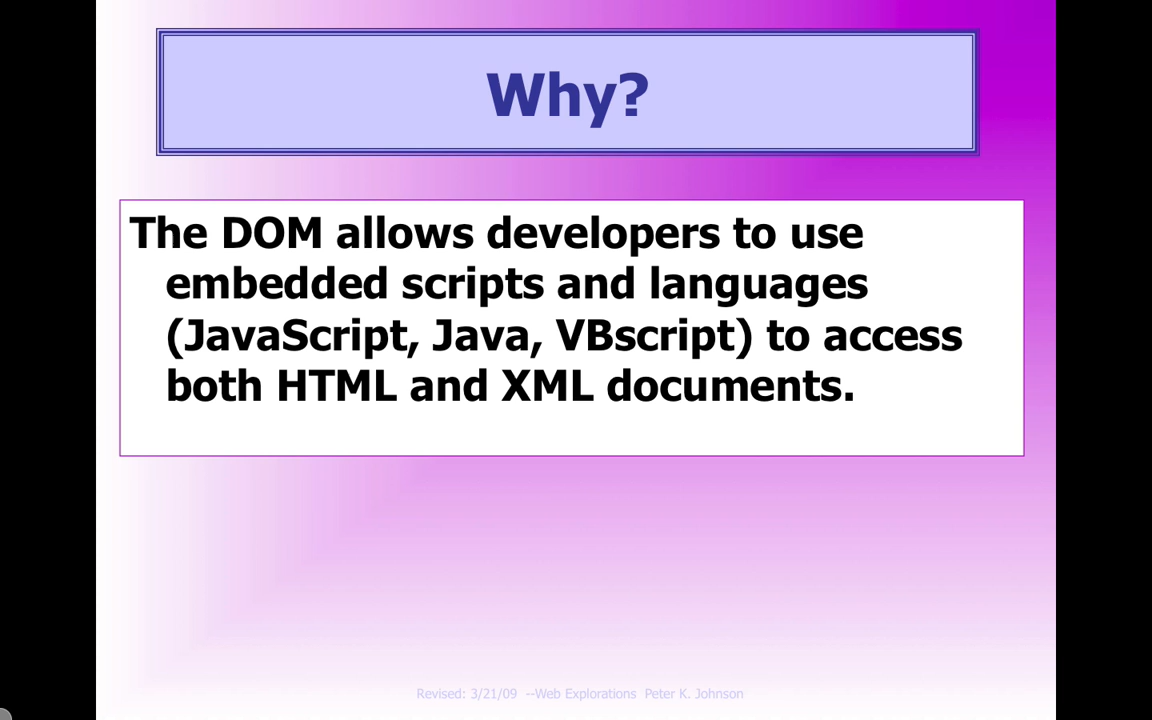 Why?
The DOM allows developers to use
embedded scripts and languages
(JavaScript, Java, VBscript) to access
both HTML and XML documents.
Revised: 3/21/09  --Web Explorations  Peter K. Johnson